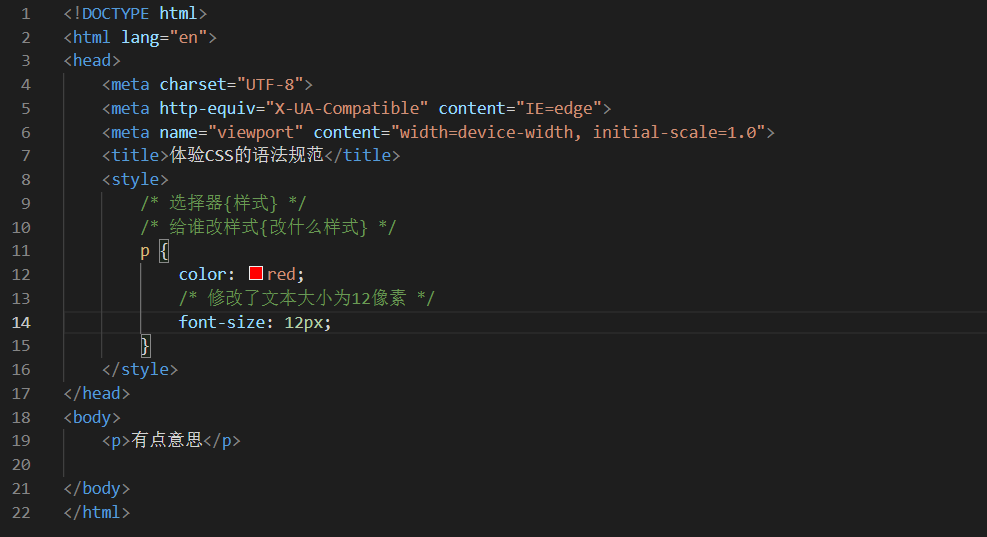 1 <!DOCTYPE html>
2 <html lang="en">
3 <head>
4     <meta charset="UTF-8">
5     <meta http-equiv="X-UA-Compatible" content="IE=edge">
6     <meta name="viewport" content="width=device-width, initial-scale=1.0">
7     <title>体验CSS的语法规范</title>
8     <style>
9         /* 选择器{样式} */
10         /* 给谁改样式{改什么样式} */
11         p {
12             color: red;
13             /* 修改了文本大小为12像素 */
14             font-size: 12px;
15         }
16     </style>
17 </head>
18 <body>
19     <p>有点意思</p>
20
21 </body>
22 </html>